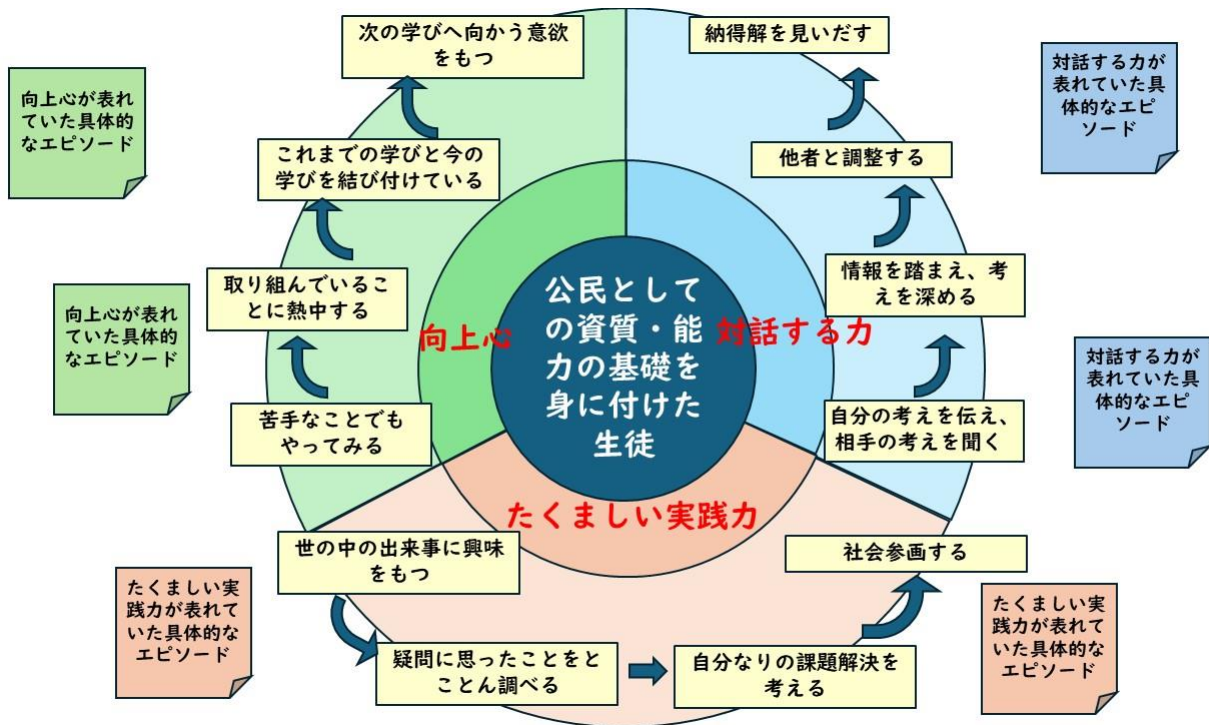 次の学びへ向かう意欲
をもつ
納得解を見いだす
向上心が表れ
ていた具体的
なエピソード
対話する力が
表れていた具
体的なエピ
ソード
これまでの学びと今の
学びを結び付けている
他者と調整する
取り組んでいるこ
とに熱中する
情報を踏まえ、考
えを深める
向上心が表れ
ていた具体的
なエピソード
向上心
公民として
の資質・能
力の基礎を
身に付けた
生徒
対話する力
対話する力が
表れていた具
体的なエピ
ソード
苦手なことでも
やってみる
自分の考えを伝え、
相手の考えを聞く
たくましい実践力
世の中の出来事に興味
をもつ
社会参画する
たくましい実
践力が表れて
いた具体的な
エピソード
たくましい実
践力が表れて
いた具体的な
エピソード
疑問に思ったことをと
ことん調べる
自分なりの課題解決を
考える